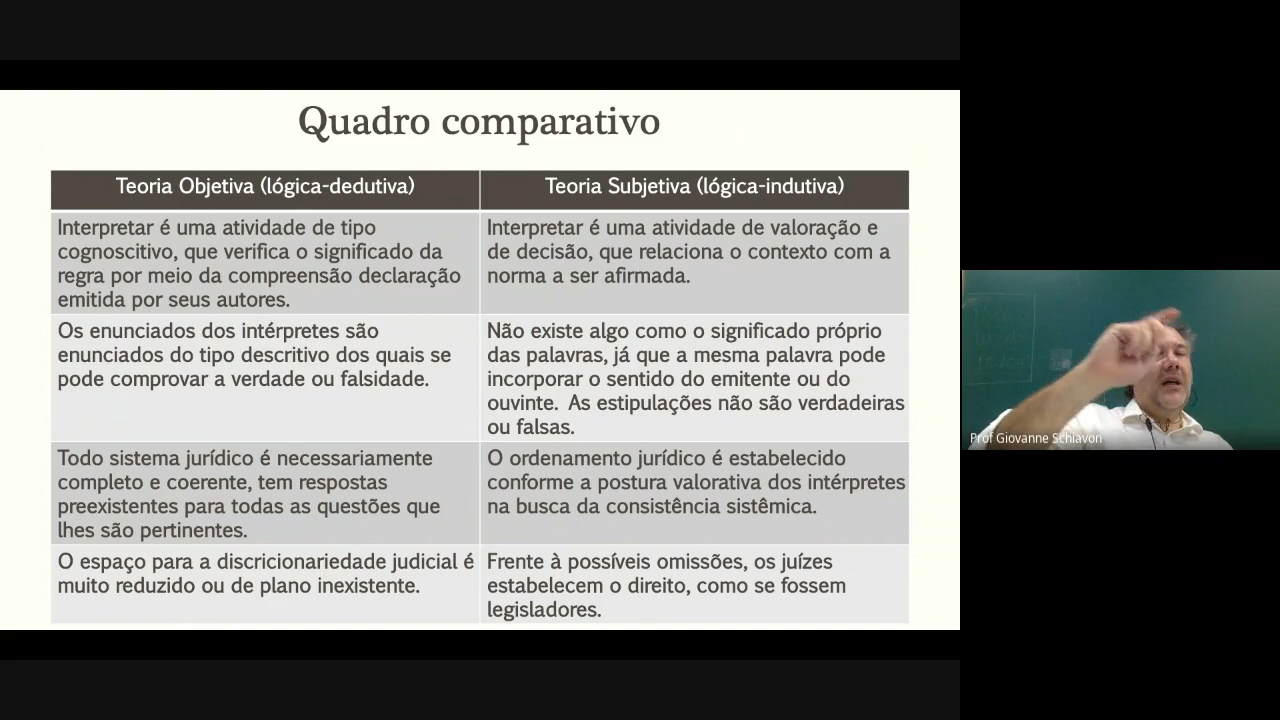 Quadro comparativo
Teoria Objetiva (lógica-dedutiva)
Teoria Subjetiva (lógica-indutiva)
Interpretar é uma atividade de tipo
cognoscitivo, que verifica o significado da
regra por meio da compreensão declaração
emitida por seus autores.
Interpretar é uma atividade de valoração e
de decisão, que relaciona o contexto com a
norma a ser afirmada.
Os enunciados dos intérpretes são
enunciados do tipo descritivo dos quais se
pode comprovar a verdade ou falsidade.
Não existe algo como o significado próprio
das palavras, já que a mesma palavra pode
incorporar o sentido do emitente ou do
ouvinte. As estipulações não são verdadeiras
ou falsas.
Todo sistema jurídico é necessariamente
completo e coerente, tem respostas
preexistentes para todas as questões que
lhes são pertinentes.
O ordenamento jurídico é estabelecido
conforme a postura valorativa dos intérpretes
na busca da consistência sistêmica.
O espaço para a discricionariedade judicial é
muito reduzido ou de plano inexistente.
Frente à possíveis omissões, os juízes
estabelecem o direito, como se fossem
legisladores.
Prof Giovanne Schiavon